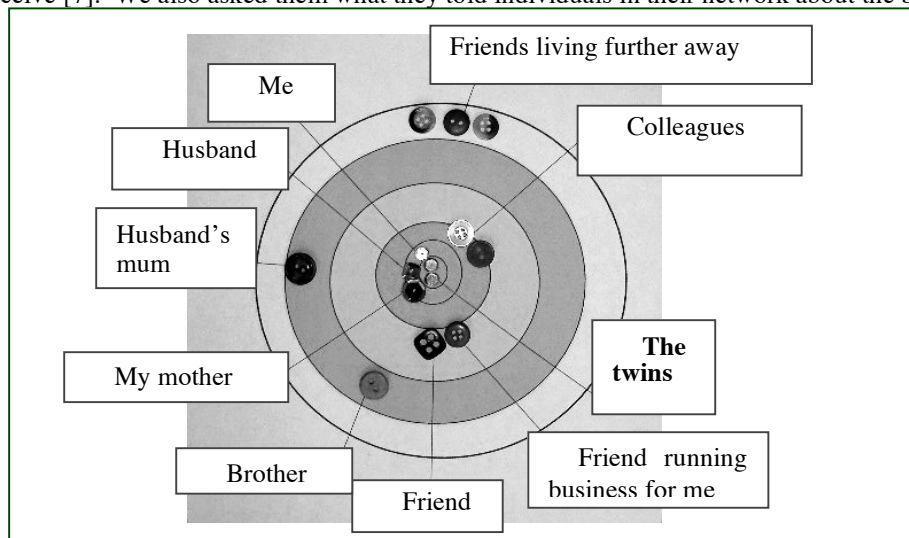 [7]. We also asked them what they told individuals in their network about the
Friends living further away
Me
Colleagues
Husband
Husband's
mum
The
twins
My mother
Friend running
business for me
Brother
Friend